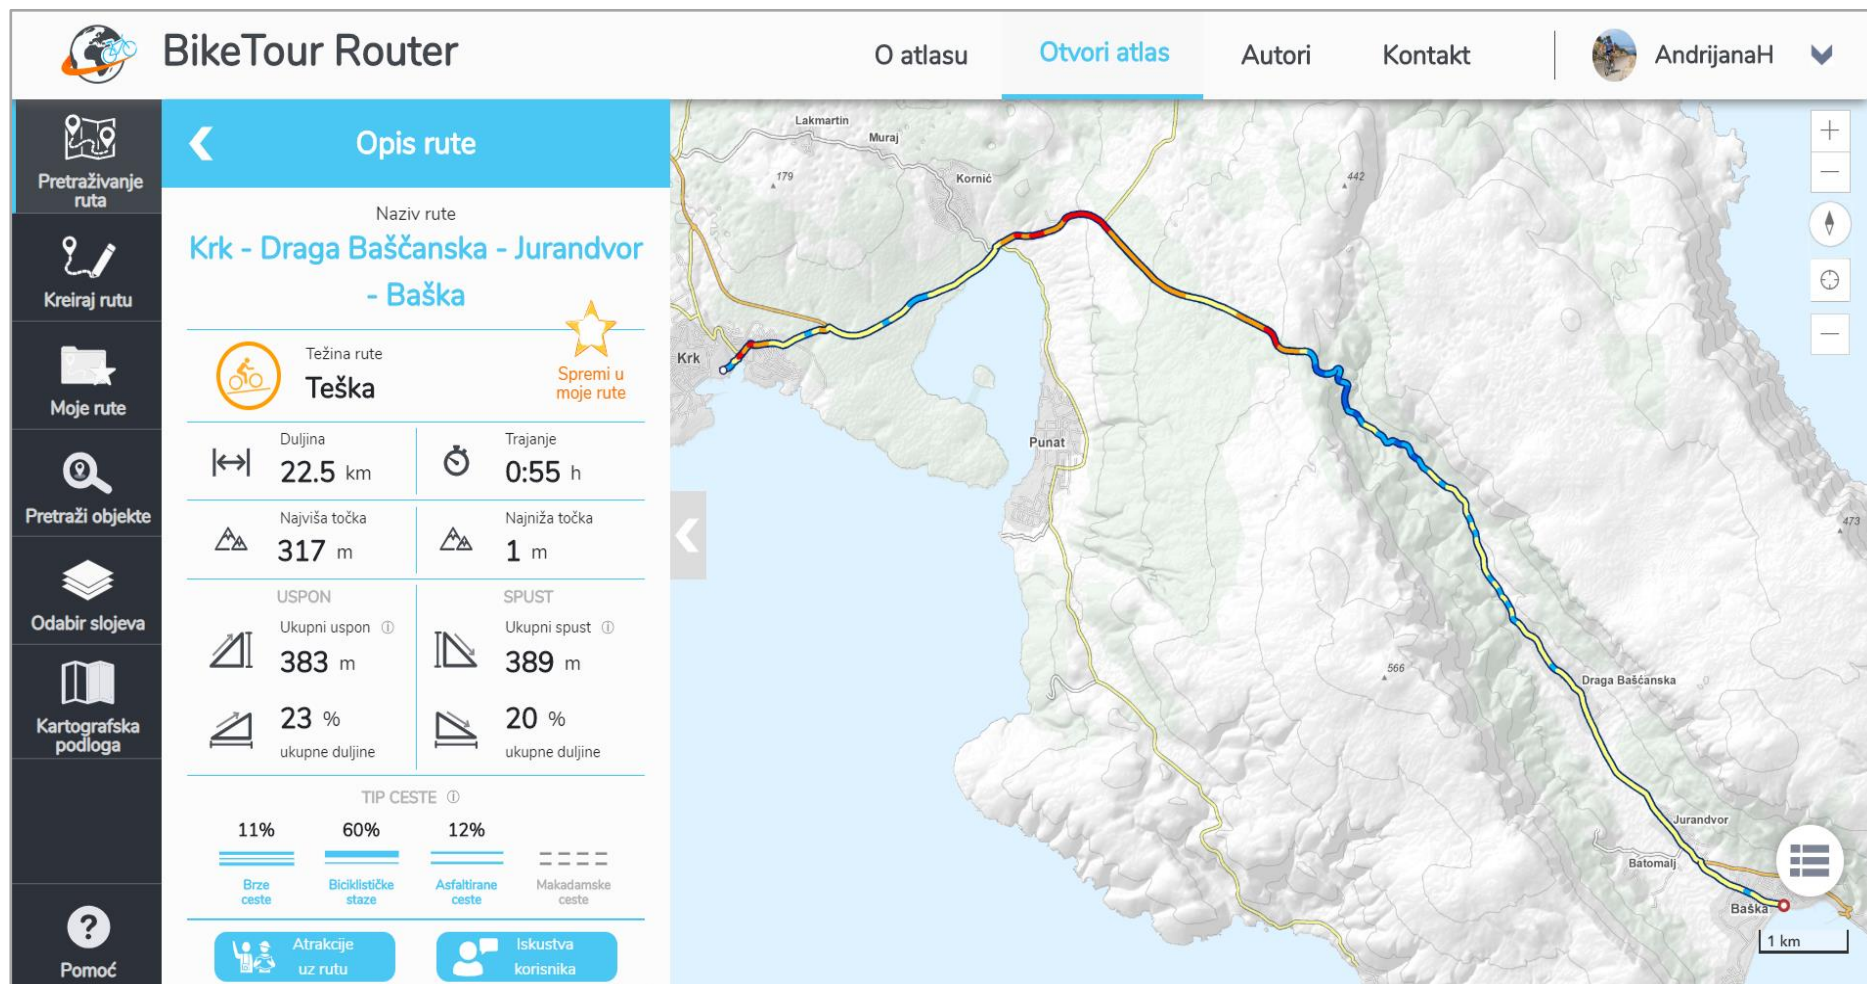 BikeTour Router
O atlasu
Otvori atlas
Autori
Kontakt
AndrijanaH
Pretraživanje
ruta
Kreiraj rutu
Moje rute
Pretraži objekte
Odabir slojeva
Kartografska
podloga
?
Pomoć
Opis rute
Naziv rute
Krk - Draga Baščanska - Jurandvor
- Baška
Težina rute
Teška
Spremi u
moje rute
Duljina
22.5 km
Trajanje
0:55 h
Najviša točka
317 m
Najniža točka
1 m
USPON
SPUST
Ukupni uspon ⓘ
383 m
Ukupni spust ⓘ
389 m
23 %
ukupne duljine
20 %
ukupne duljine
TIP CESTE ⓘ
11%
60%
12%
Brze
ceste
Biciklističke
staze
Asfaltirane
ceste
Makadamske
ceste
Atrakcije
uz rutu
Iskustva
korisnika
Lakmartin
Muraj
Kornić
179
442
Krk
Punat
473
566
Draga Bašćanska
Jurandvor
Batomalj
Baška
1 km